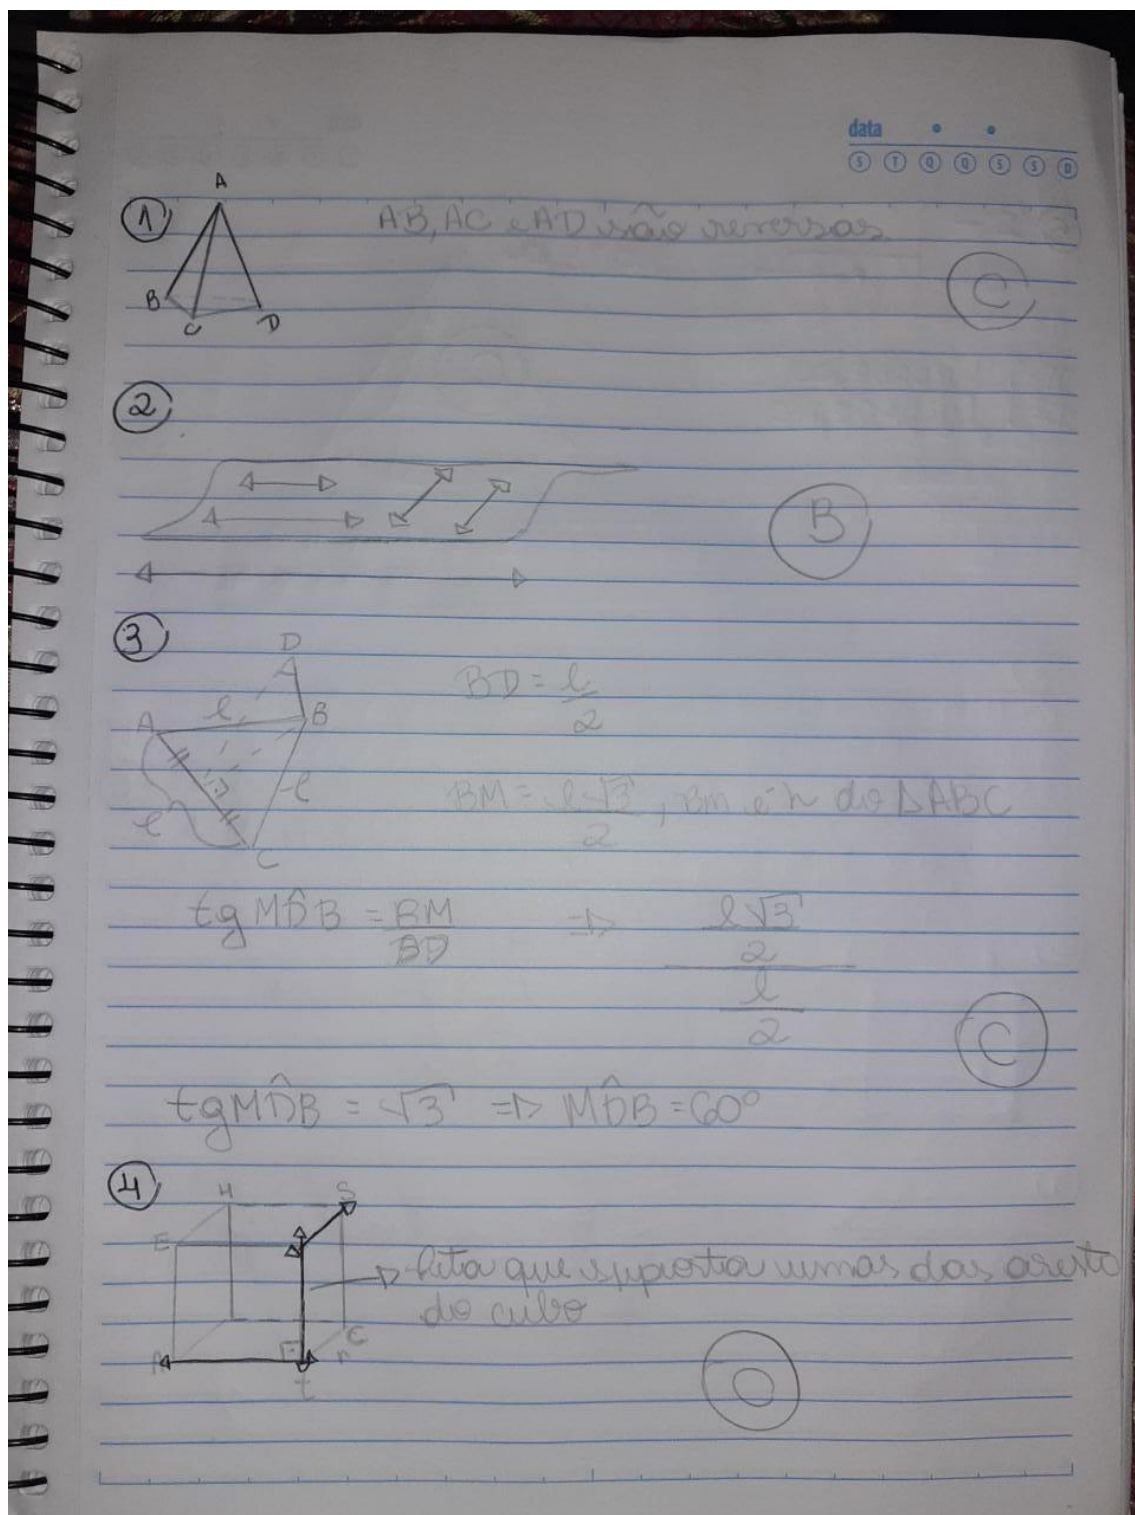 data
S T Q Q S S D
A
1
AB, AC e AD são reversas
B
C
D
C
2
B
3
D
BD = l/2
A
l
B
l
BM = l√3/2, BM é h do ΔABC
l
C
tg MD̂B = BM/BD => l√3/2 / l/2
C
tg MD̂B = √3 => MD̂B = 60°
4
H
S
E
Reta que suporta umas das aresta
do cubo
C
A
r
t